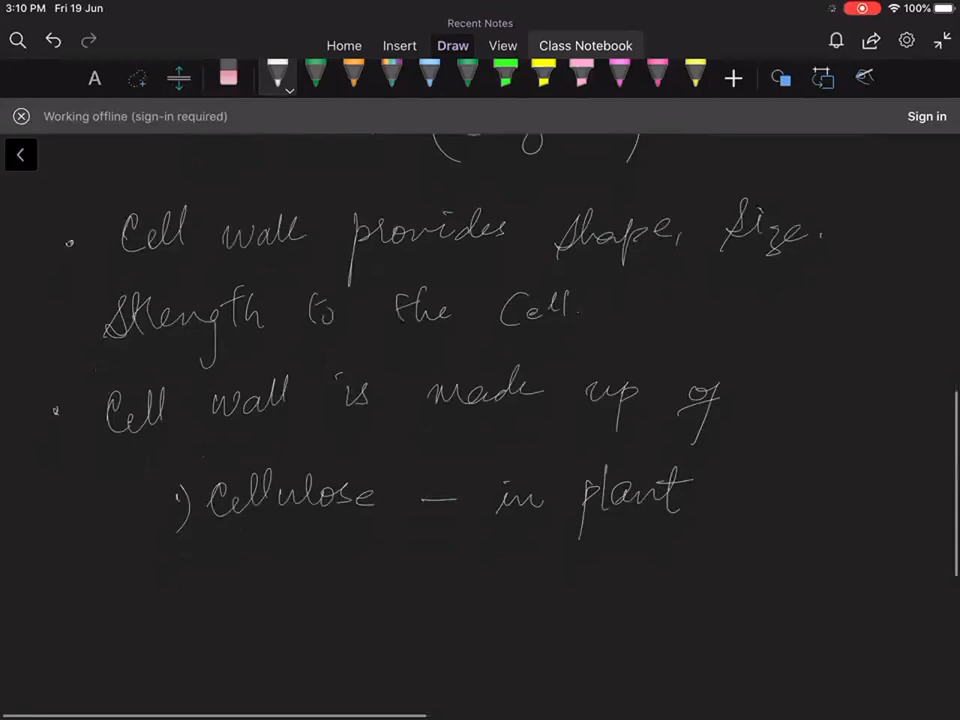 3:10 PM Fri 19 Jun
100%
Recent Notes
Home Insert Draw View Class Notebook
A
Working offline (sign-in required) Sign in
• Cell wall provides shape, size.
strength to the Cell.
• Cell wall is made up of
i) Cellulose — in plant